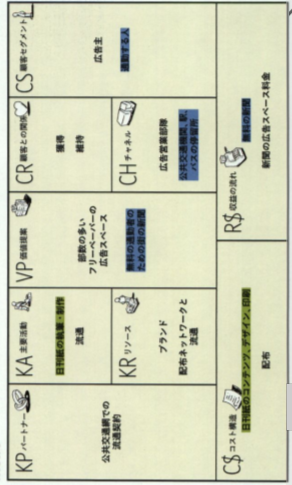 KP パートナー
公共交通網での
流通契約
KA 主要活動
日刊紙の執筆・制作
流通
KR リソース
ブランド
配布ネットワークと
流通
VP 価値提案
部数の多い
フリーペーパーの
広告スペース
無料の通勤者の
ための街の新聞
CR 顧客との関係
獲得
維持
CH チャネル
広告営業部隊
公共交通機関、駅、
バスの停留所
CS 顧客セグメント
広告主
通勤する人
C$ コスト構造
日刊紙のコンテンツ、デザイン、印刷
配布
R$ 収益の流れ
無料の新聞
新聞の広告スペース料金